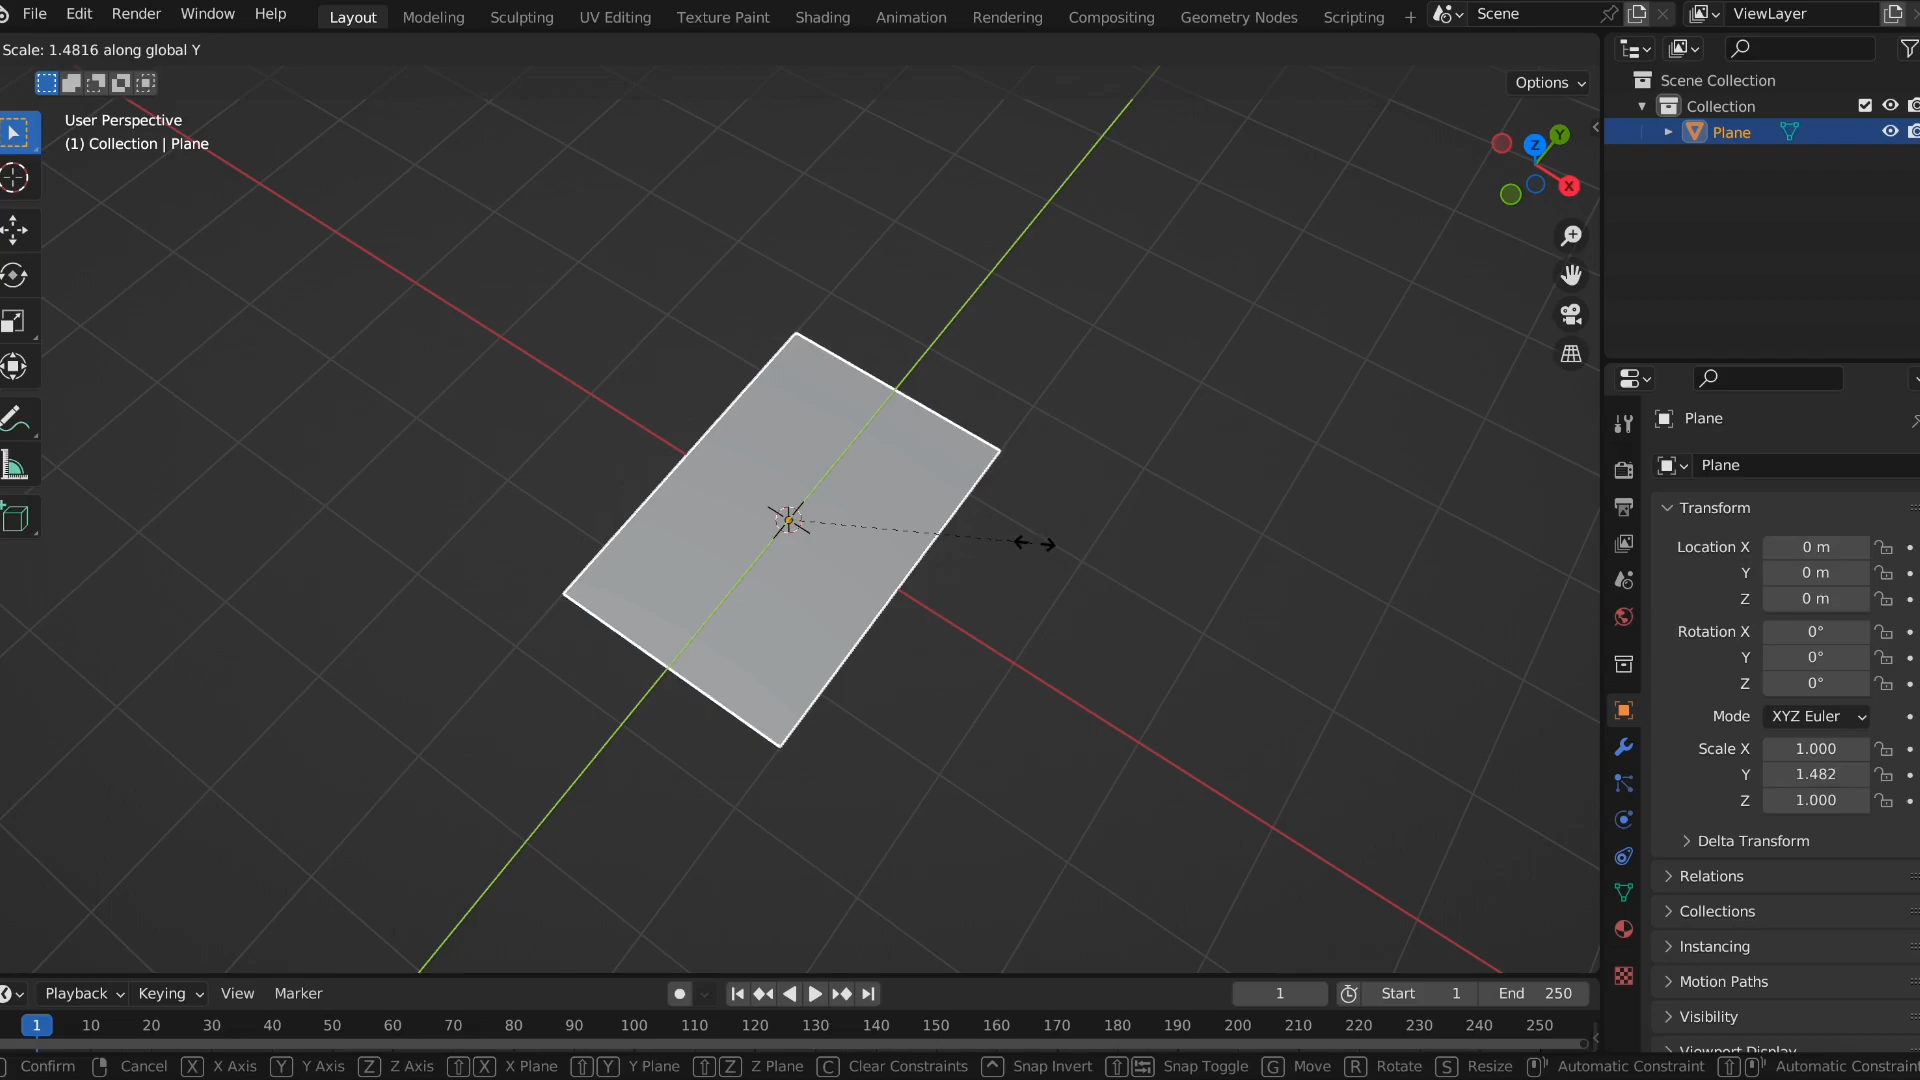 File Edit Render Window Help Layout Modeling Sculpting UV Editing Texture Paint Shading Animation Rendering Compositing Geometry Nodes Scripting + Scene ViewLayer
Scale: 1.4816 along global Y
Options
User Perspective
(1) Collection | Plane
Z Y X
Scene Collection
Collection
Plane
Plane
Plane
Transform
Location X 0 m
Y 0 m
Z 0 m
Rotation X 0°
Y 0°
Z 0°
Mode XYZ Euler
Scale X 1.000
Y 1.482
Z 1.000
Delta Transform
Relations
Collections
Instancing
Motion Paths
Visibility
Viewport Display
Playback Keying View Marker 1 Start 1 End 250
1 10 20 30 40 50 60 70 80 90 100 110 120 130 140 150 160 170 180 190 200 210 220 230 240 250
Confirm Cancel X X Axis Y Y Axis Z Z Axis X X Plane Y Y Plane Z Z Plane C Clear Constraints Snap Invert Snap Toggle G Move R Rotate S Resize Automatic Constraint Automatic Constrain